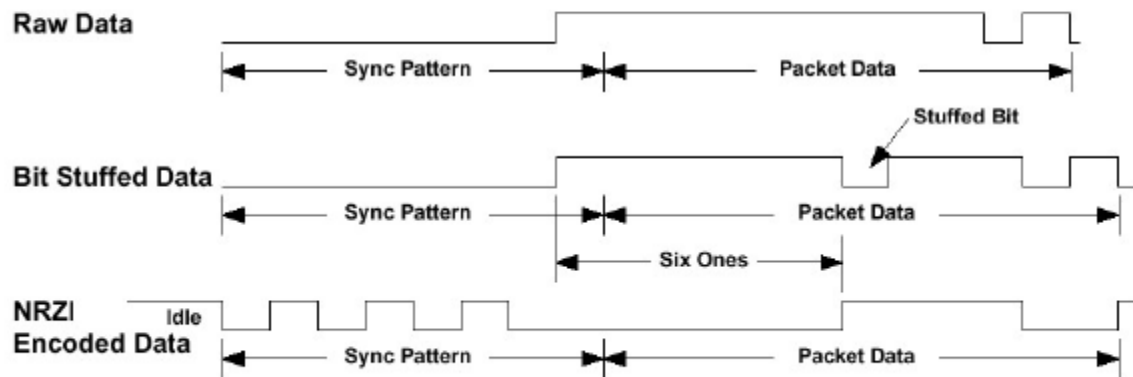 Raw Data
Sync Pattern
Packet Data
Stuffed Bit
Bit Stuffed Data
Sync Pattern
Packet Data
Six Ones
NRZI
Idle
Encoded Data
Sync Pattern
Packet Data